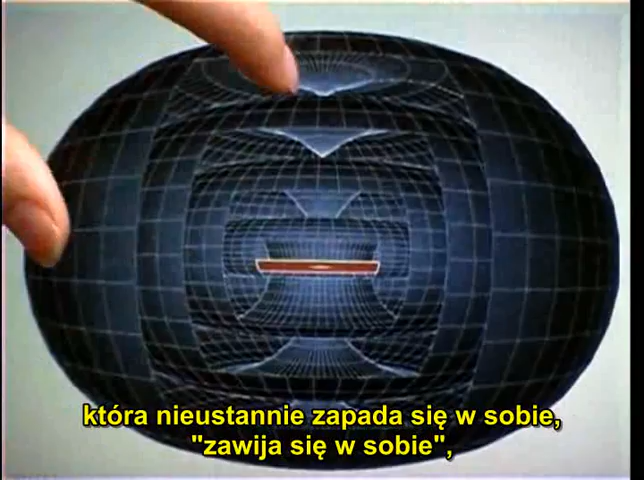 która nieustannie zapada się w sobie,
"zawija się w sobie",